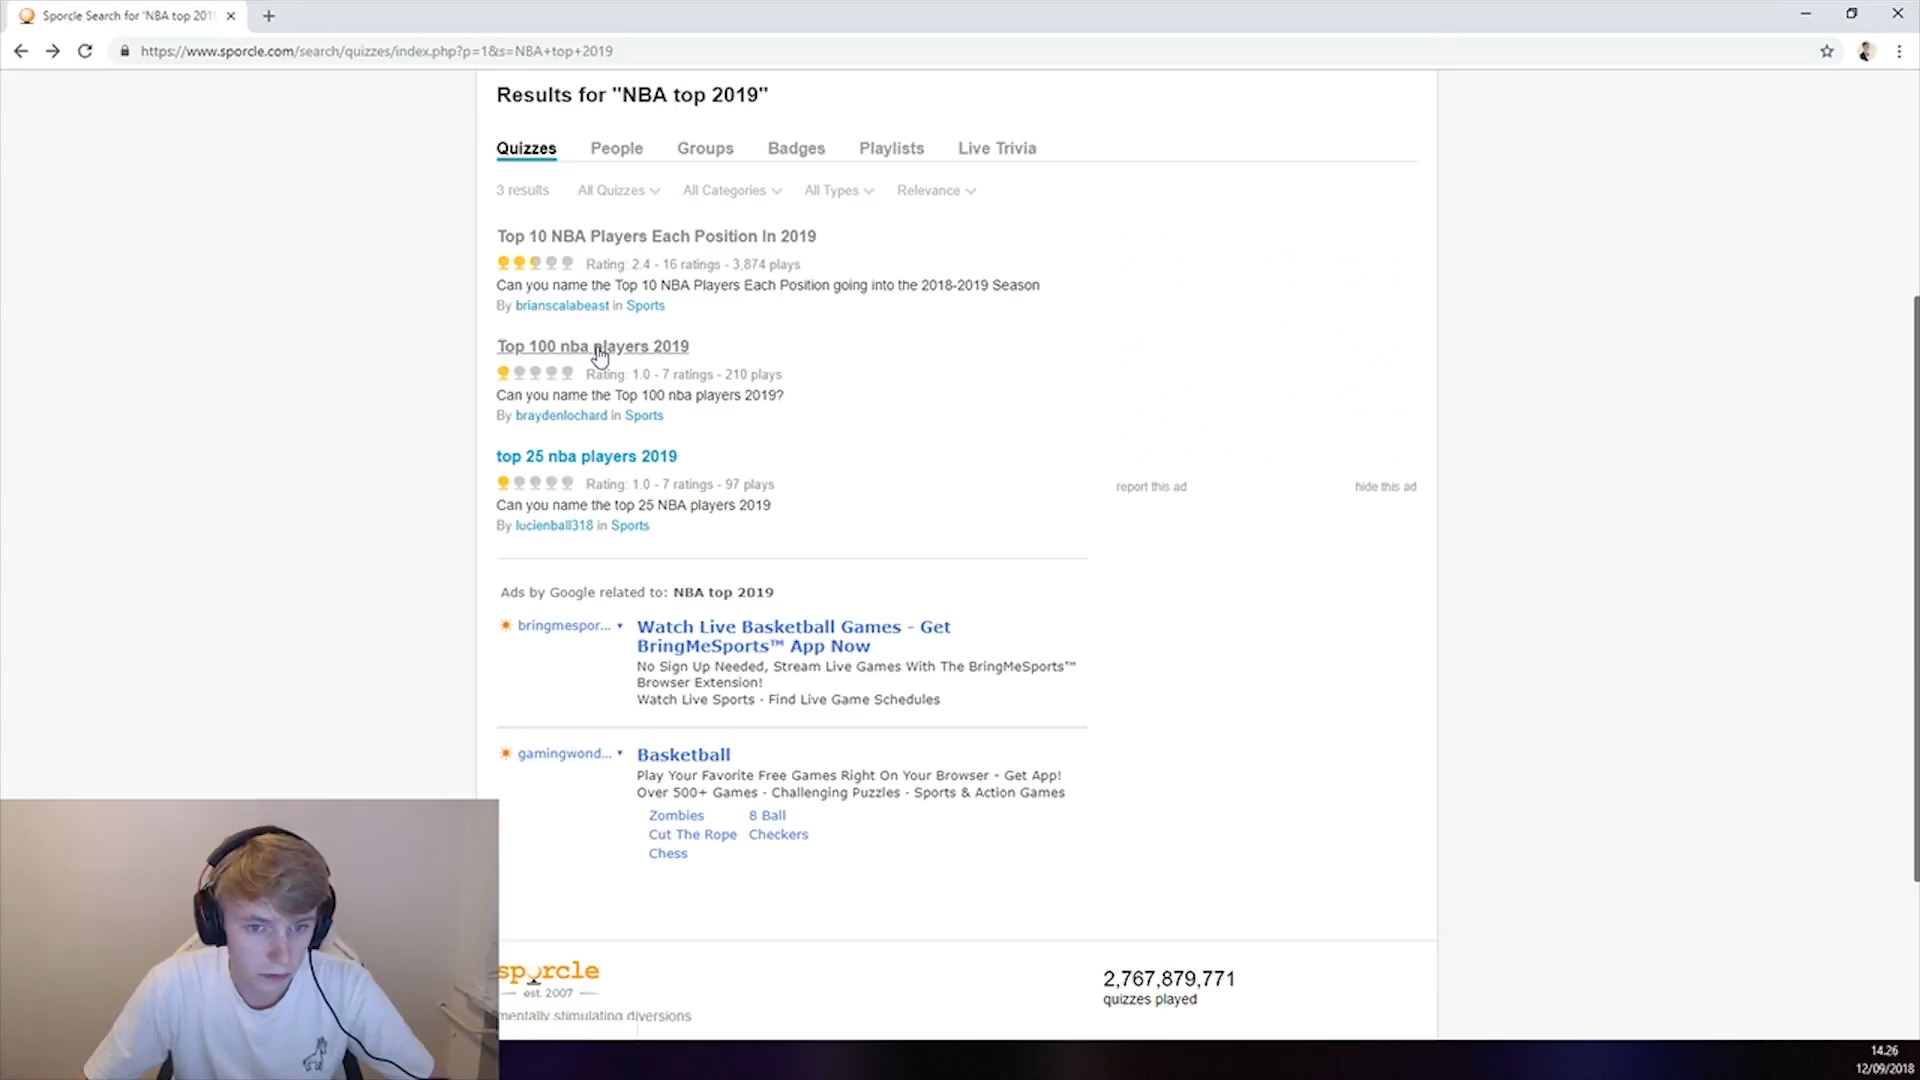 Sporcle Search for 'NBA top 201
https://www.sporcle.com/search/quizzes/index.php?p=1&s=NBA+top+2019
Results for "NBA top 2019"
Quizzes People Groups Badges Playlists Live Trivia
3 results All Quizzes All Categories All Types Relevance
Top 10 NBA Players Each Position In 2019
Rating: 2.4 - 16 ratings - 3,874 plays
Can you name the Top 10 NBA Players Each Position going into the 2018-2019 Season
By brianscalabeast in Sports
Top 100 nba players 2019
Rating: 1.0 - 7 ratings - 210 plays
Can you name the Top 100 nba players 2019?
By braydenlochard in Sports
top 25 nba players 2019
Rating: 1.0 - 7 ratings - 97 plays
report this ad hide this ad
Can you name the top 25 NBA players 2019
By lucienball318 in Sports
Ads by Google related to: NBA top 2019
bringmespor... Watch Live Basketball Games - Get
BringMeSports™ App Now
No Sign Up Needed, Stream Live Games With The BringMeSports™
Browser Extension!
Watch Live Sports · Find Live Game Schedules
gamingwond... Basketball
Play Your Favorite Free Games Right On Your Browser - Get App!
Over 500+ Games · Challenging Puzzles · Sports & Action Games
Zombies 8 Ball
Cut The Rope Checkers
Chess
sporcle
est. 2007
mentally stimulating diversions
2,767,879,771
quizzes played
14.26
12/09/2018